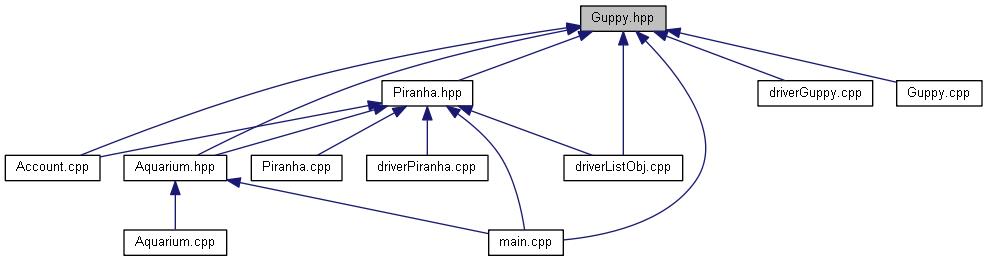 Guppy.hpp
Piranha.hpp
driverGuppy.cpp
Guppy.cpp
Account.cpp
Aquarium.hpp
Piranha.cpp
driverPiranha.cpp
driverListObj.cpp
Aquarium.cpp
main.cpp